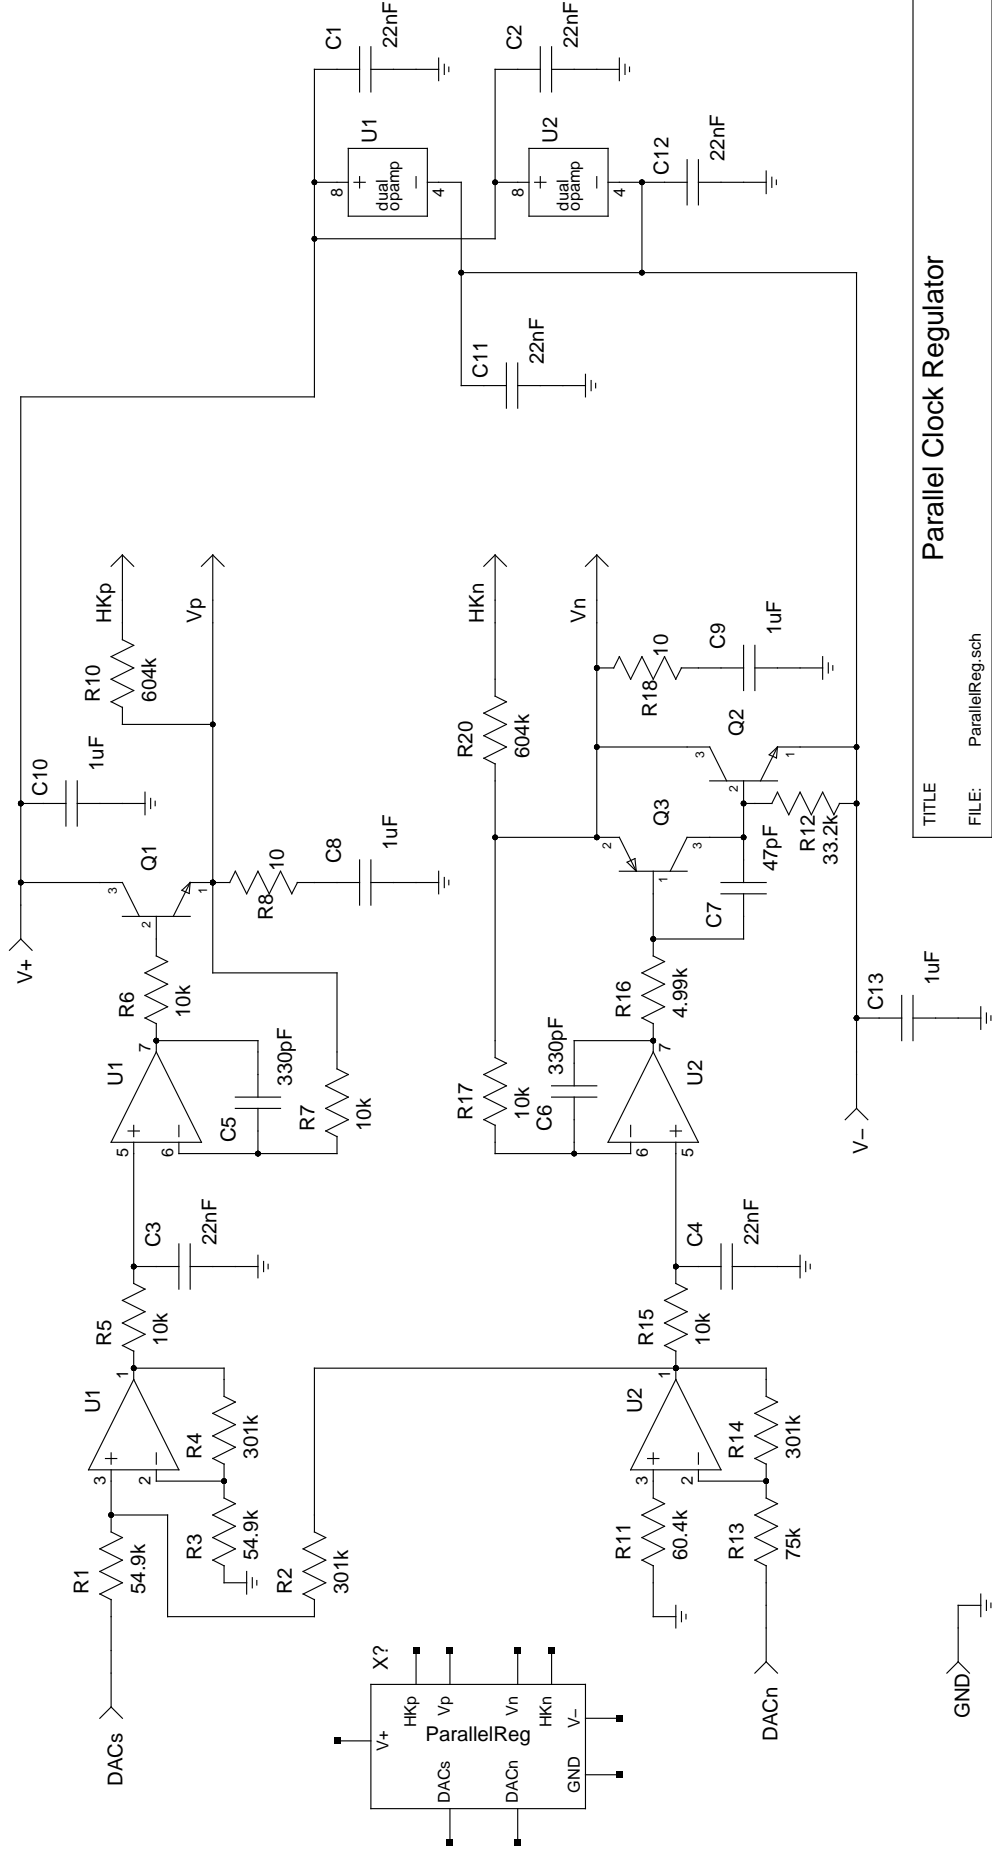 V+
C10
1uF
Q1
3
2
1
R6
10k
U1
7
5
6
C5
330pF
R7
10k
R8
10
C8
1uF
R10
604k
HKp
Vp
C3
22nF
R5
10k
U1
1
3
2
R4
301k
R3
54.9k
R1
54.9k
DACs
R2
301k
C1
22nF
U1
8
dual
opamp
4
C2
22nF
U2
8
dual
opamp
4
C12
22nF
C11
22nF
HKn
R20
604k
Vn
R18
10
C9
1uF
Q2
3
2
1
Q3
2
1
3
47pF
C7
R12
33.2k
R16
4.99k
R17
10k
C6
330pF
U2
7
6
5
V−
C13
1uF
C4
22nF
R15
10k
U2
1
3
2
R14
301k
R11
60.4k
R13
75k
DACn
GND
X?
V+
HKp
Vp
ParallelReg
Vn
HKn
V−
DACs
DACn
GND
TITLE
Parallel Clock Regulator
FILE:
ParallelReg.sch